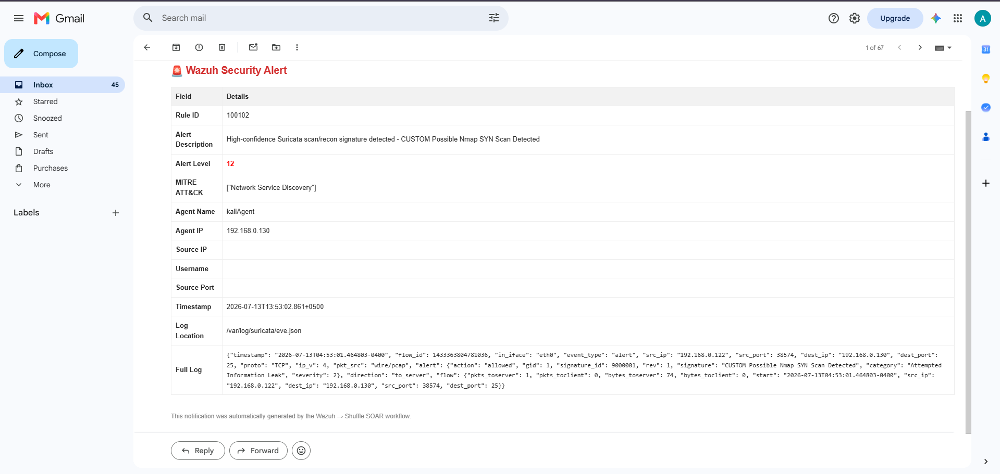 Gmail
Search mail
Upgrade
A
Compose
1 of 67
31
Inbox 45
Starred
Snoozed
Sent
Drafts
Purchases
More
Labels
🚨 Wazuh Security Alert
Field Details
Rule ID 100102
Alert
Description
High-confidence Suricata scan/recon signature detected - CUSTOM Possible Nmap SYN Scan Detected
Alert Level 12
MITRE
ATT&CK
["Network Service Discovery"]
Agent Name kaliAgent
Agent IP 192.168.0.130
Source IP
Username
Source Port
Timestamp 2026-07-13T13:53:02.861+0500
Log
Location
/var/log/suricata/eve.json
Full Log
{"timestamp": "2026-07-13T04:53:01.464803-0400", "flow_id": 1433363804781036, "in_iface": "eth0", "event_type": "alert", "src_ip": "192.168.0.122", "src_port": 38574, "dest_ip": "192.168.0.130", "dest_port":
25, "proto": "TCP", "ip_v": 4, "pkt_src": "wire/pcap", "alert": {"action": "allowed", "gid": 1, "signature_id": 9000001, "rev": 1, "signature": "CUSTOM Possible Nmap SYN Scan Detected", "category": "Attempted
Information Leak", "severity": 2}, "direction": "to_server", "flow": {"pkts_toserver": 1, "pkts_toclient": 0, "bytes_toserver": 74, "bytes_toclient": 0, "start": "2026-07-13T04:53:01.464803-0400", "src_ip":
"192.168.0.122", "dest_ip": "192.168.0.130", "src_port": 38574, "dest_port": 25}}
This notification was automatically generated by the Wazuh → Shuffle SOAR workflow.
Reply
Forward